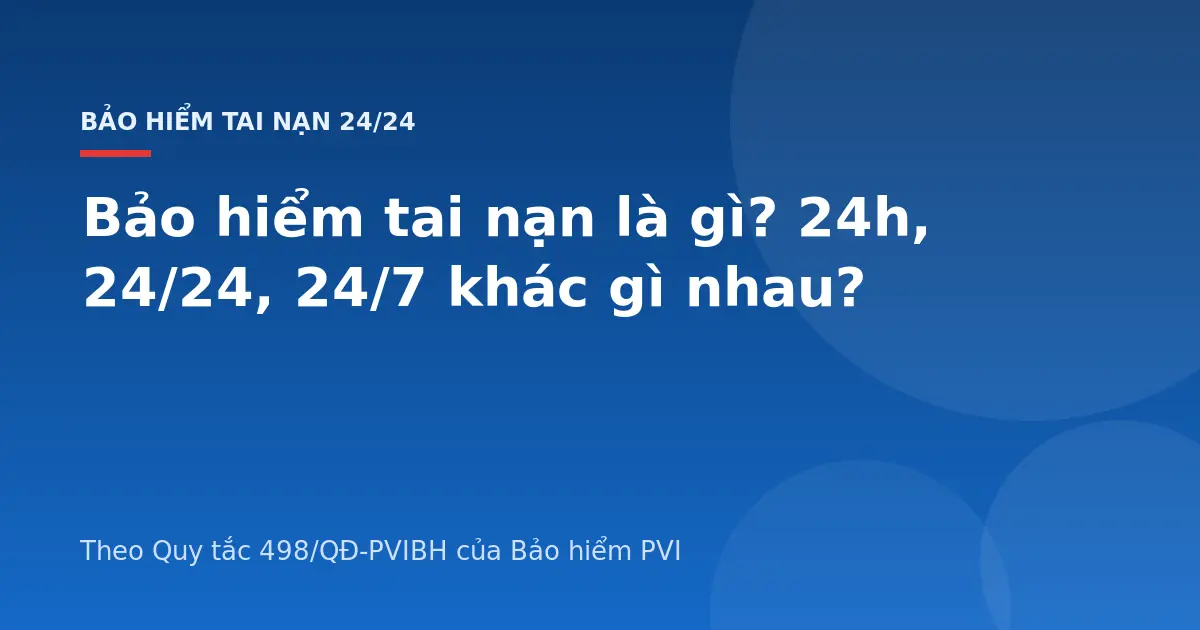 BẢO HIỂM TAI NẠN 24/24
Bảo hiểm tai nạn là gì? 24h,
24/24, 24/7 khác gì nhau?
Theo Quy tắc 498/QĐ-PVIBH của Bảo hiểm PVI